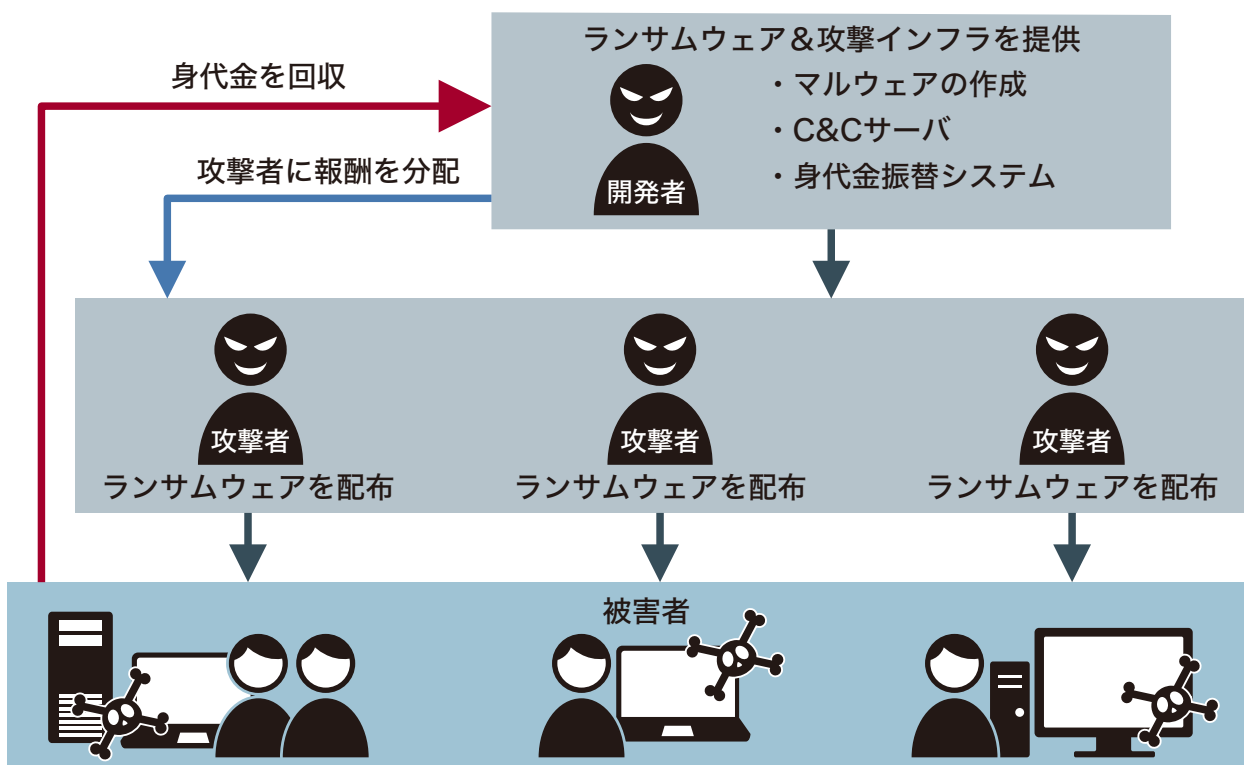 ランサムウェア＆攻撃インフラを提供
身代金を回収
・マルウェアの作成
・C&Cサーバ
攻撃者に報酬を分配
・身代金振替システム
開発者
攻撃者
攻撃者
攻撃者
ランサムウェアを配布
ランサムウェアを配布
ランサムウェアを配布
被害者